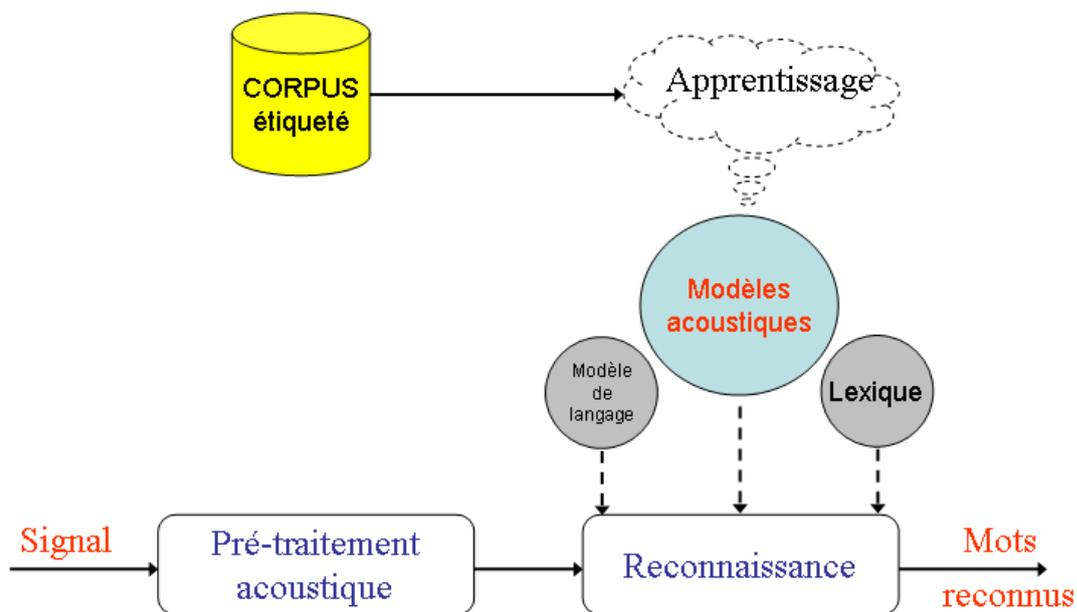 CORPUS
étiqueté
Apprentissage
Modèles
acoustiques
Modèle
de
langage
Lexique
Signal
Pré-traitement
acoustique
Reconnaissance
Mots
reconnus